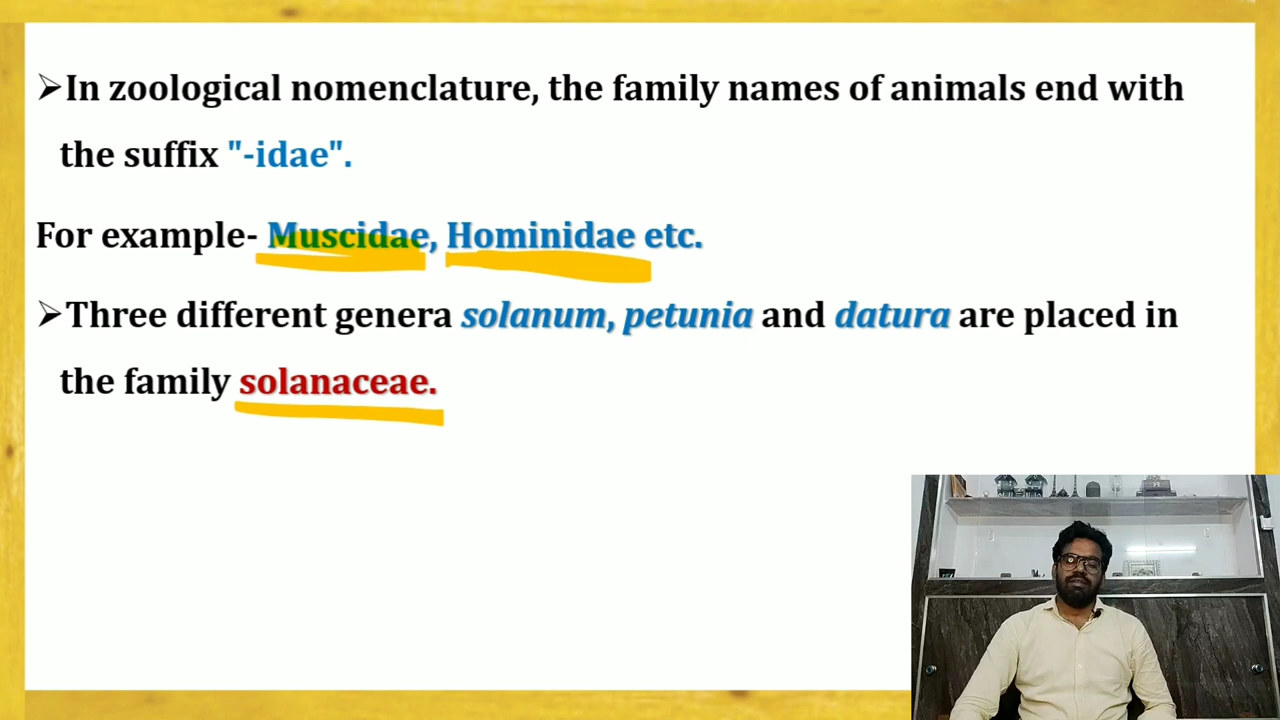 ➢In zoological nomenclature, the family names of animals end with
the suffix "-idae".
For example- Muscidae, Hominidae etc.
➢Three different genera solanum, petunia and datura are placed in
the family solanaceae.